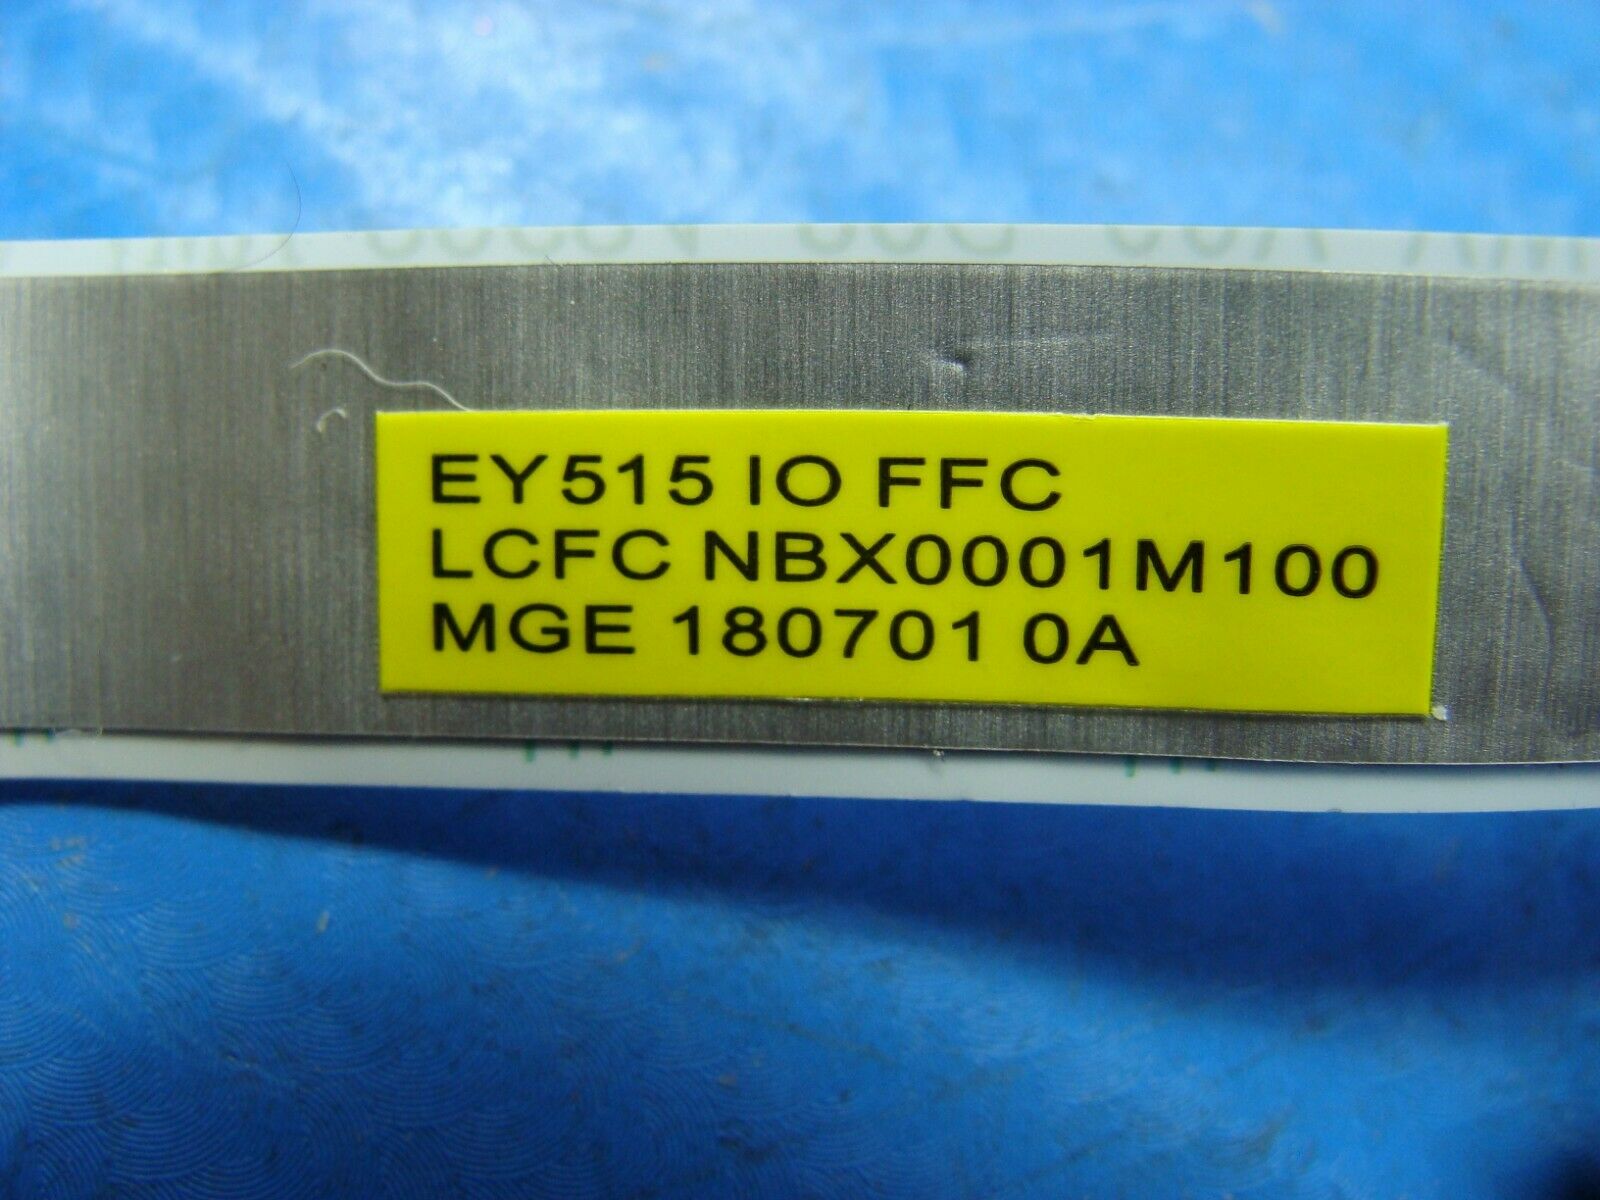 EY515 IO FFC
LCFC NBX0001M100
MGE 180701 0A